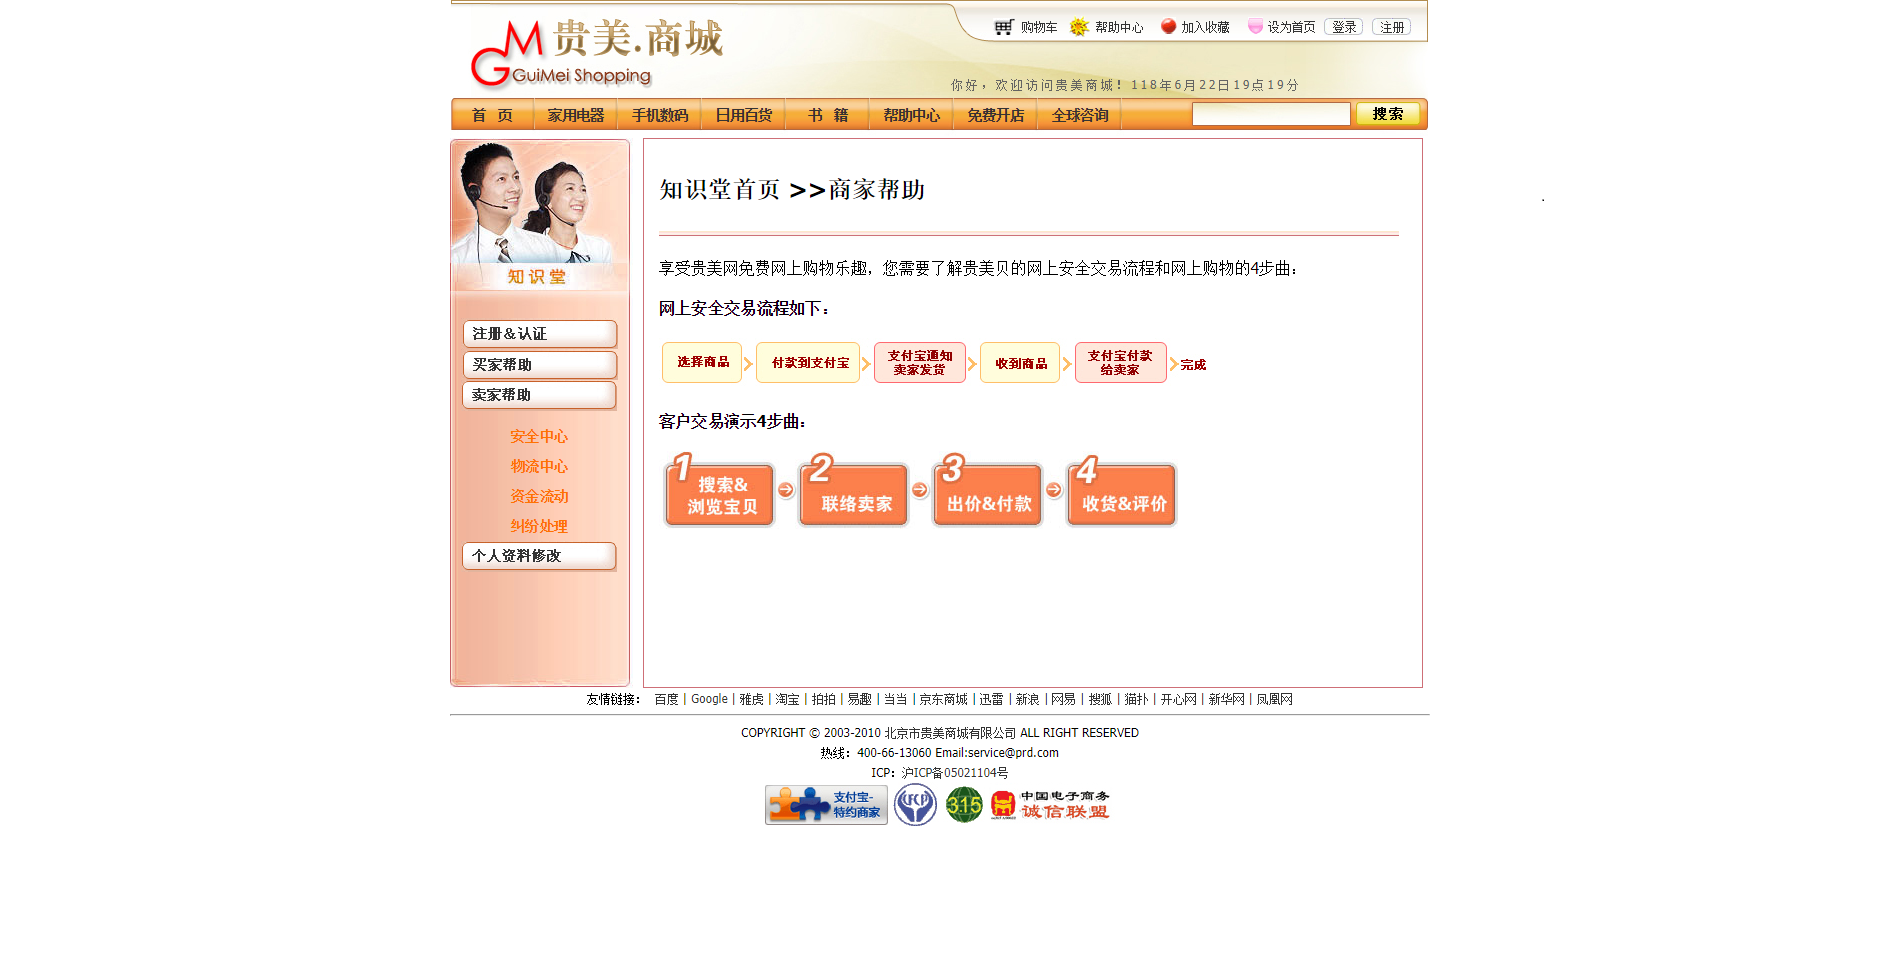 购物车 帮助中心 加入收藏 设为首页 登录 注册
GM 贵美.商城
GuiMei Shopping
你好，欢迎访问贵美商城！118年6月22日19点19分
首 页 家用电器 手机数码 日用百货 书 籍 帮助中心 免费开店 全球咨询 搜索
知识堂
注册&认证
买家帮助
卖家帮助
安全中心
物流中心
资金流动
纠纷处理
个人资料修改
知识堂首页 >>商家帮助
享受贵美网免费网上购物乐趣，您需要了解贵美贝的网上安全交易流程和网上购物的4步曲：
网上安全交易流程如下：
选择商品 付款到支付宝 支付宝通知卖家发货 收到商品 支付宝付款给卖家 完成
客户交易演示4步曲：
1 搜索&浏览宝贝 2 联络卖家 3 出价&付款 4 收货&评价
.
友情链接： 百度 | Google | 雅虎 | 淘宝 | 拍拍 | 易趣 | 当当 | 京东商城 | 迅雷 | 新浪 | 网易 | 搜狐 | 猫扑 | 开心网 | 新华网 | 凤凰网
COPYRIGHT © 2003-2010 北京市贵美商城有限公司 ALL RIGHT RESERVED
热线：400-66-13060 Email:service@prd.com
ICP：沪ICP备05021104号
支付宝-
特约商家
CFCP
315
中国电子商务
诚信联盟